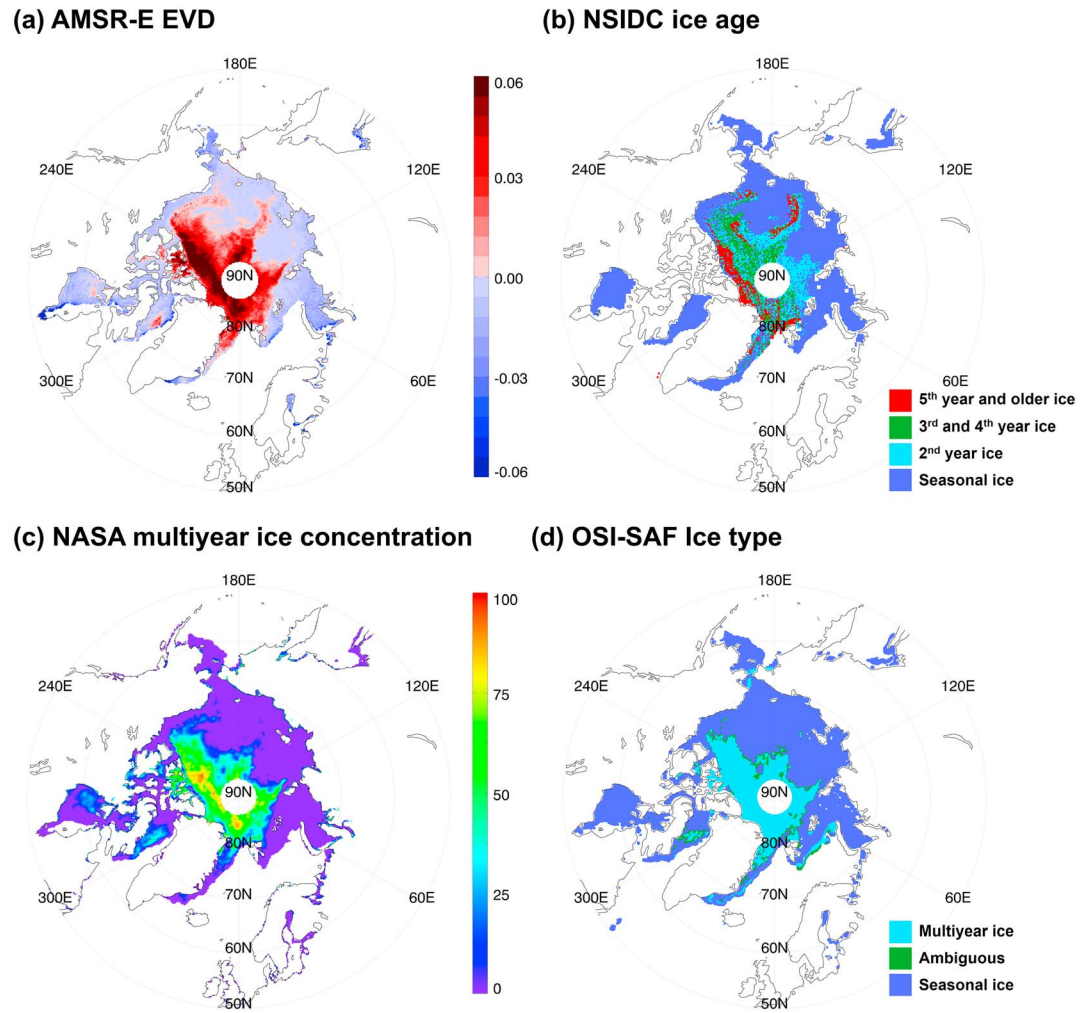 (a) AMSR-E EVD
180E
240E
120E
300E
60E
90N
80N
70N
60N
50N
0.06
0.03
0.00
-0.03
-0.06
(b) NSIDC ice age
180E
240E
120E
300E
60E
90N
80N
70N
60N
50N
5th year and older ice
3rd and 4th year ice
2nd year ice
Seasonal ice
(c) NASA multiyear ice concentration
180E
240E
120E
300E
60E
90N
80N
70N
60N
50N
100
75
50
25
0
(d) OSI-SAF Ice type
180E
240E
120E
300E
60E
90N
80N
70N
60N
50N
Multiyear ice
Ambiguous
Seasonal ice